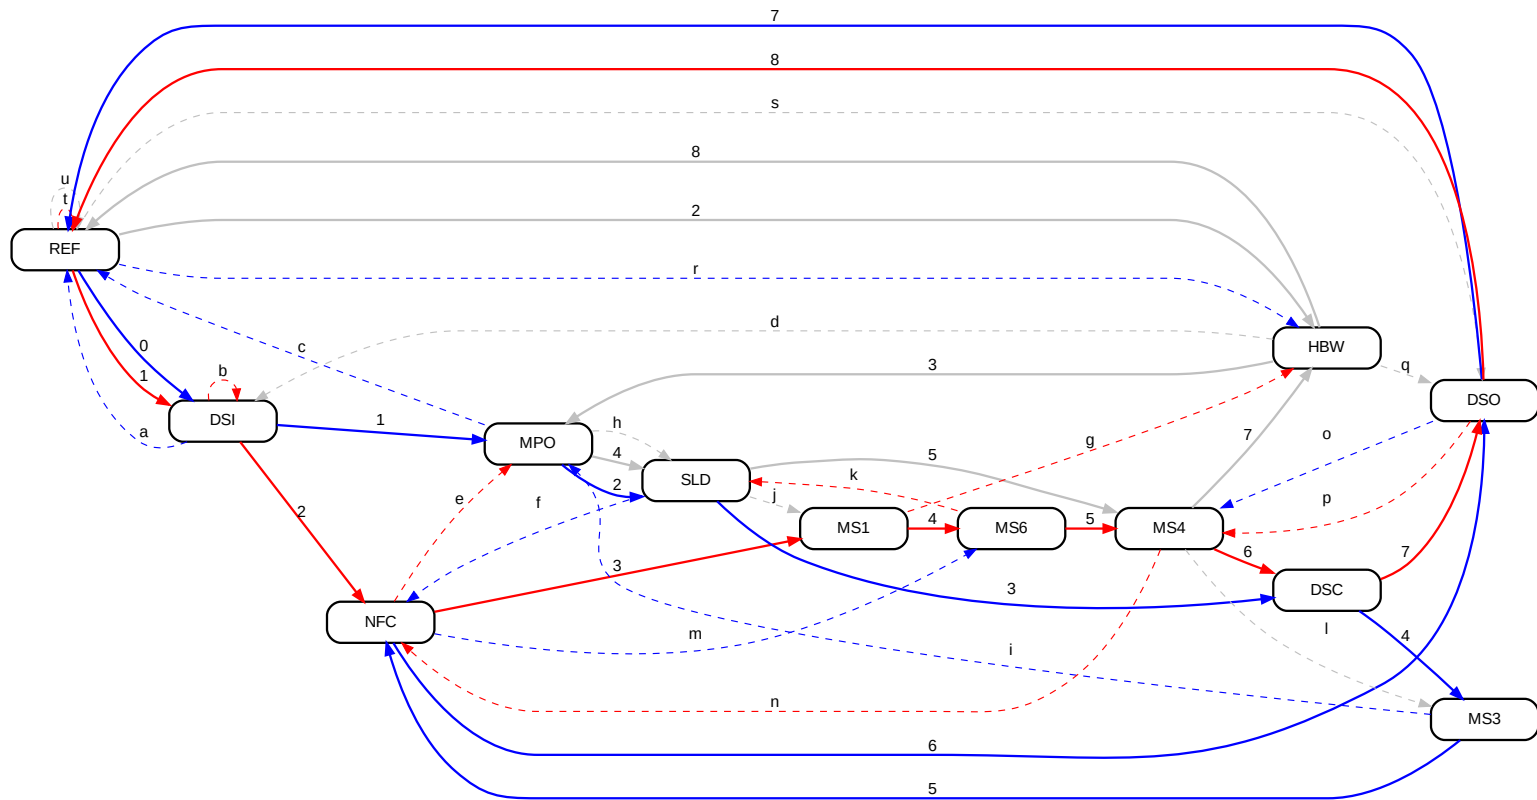 7
8
s
8
u
t
2
REF
r
d
0
c
HBW
3
q
b
1
DSO
DSI
1
h
a
o
g
7
MPO
4
5
k
SLD
2
j
p
e
f
2
4
5
MS1
MS6
MS4
6
7
3
3
DSC
NFC
l
m
4
i
n
MS3
6
5